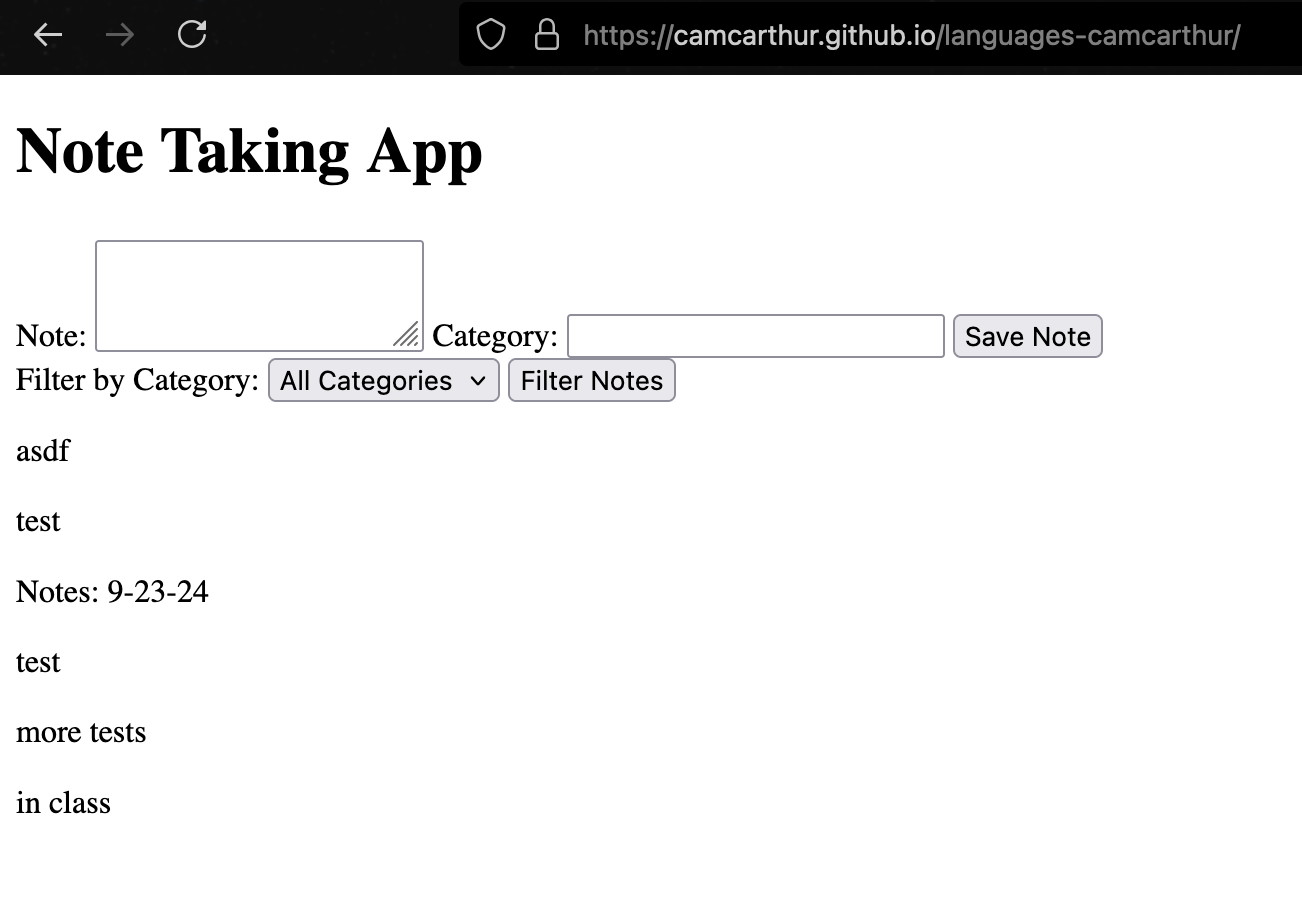 https://camcarthur.github.io/languages-camcarthur/
Note Taking App
Note: Category: Save Note
Filter by Category: All Categories Filter Notes
asdf
test
Notes: 9-23-24
test
more tests
in class